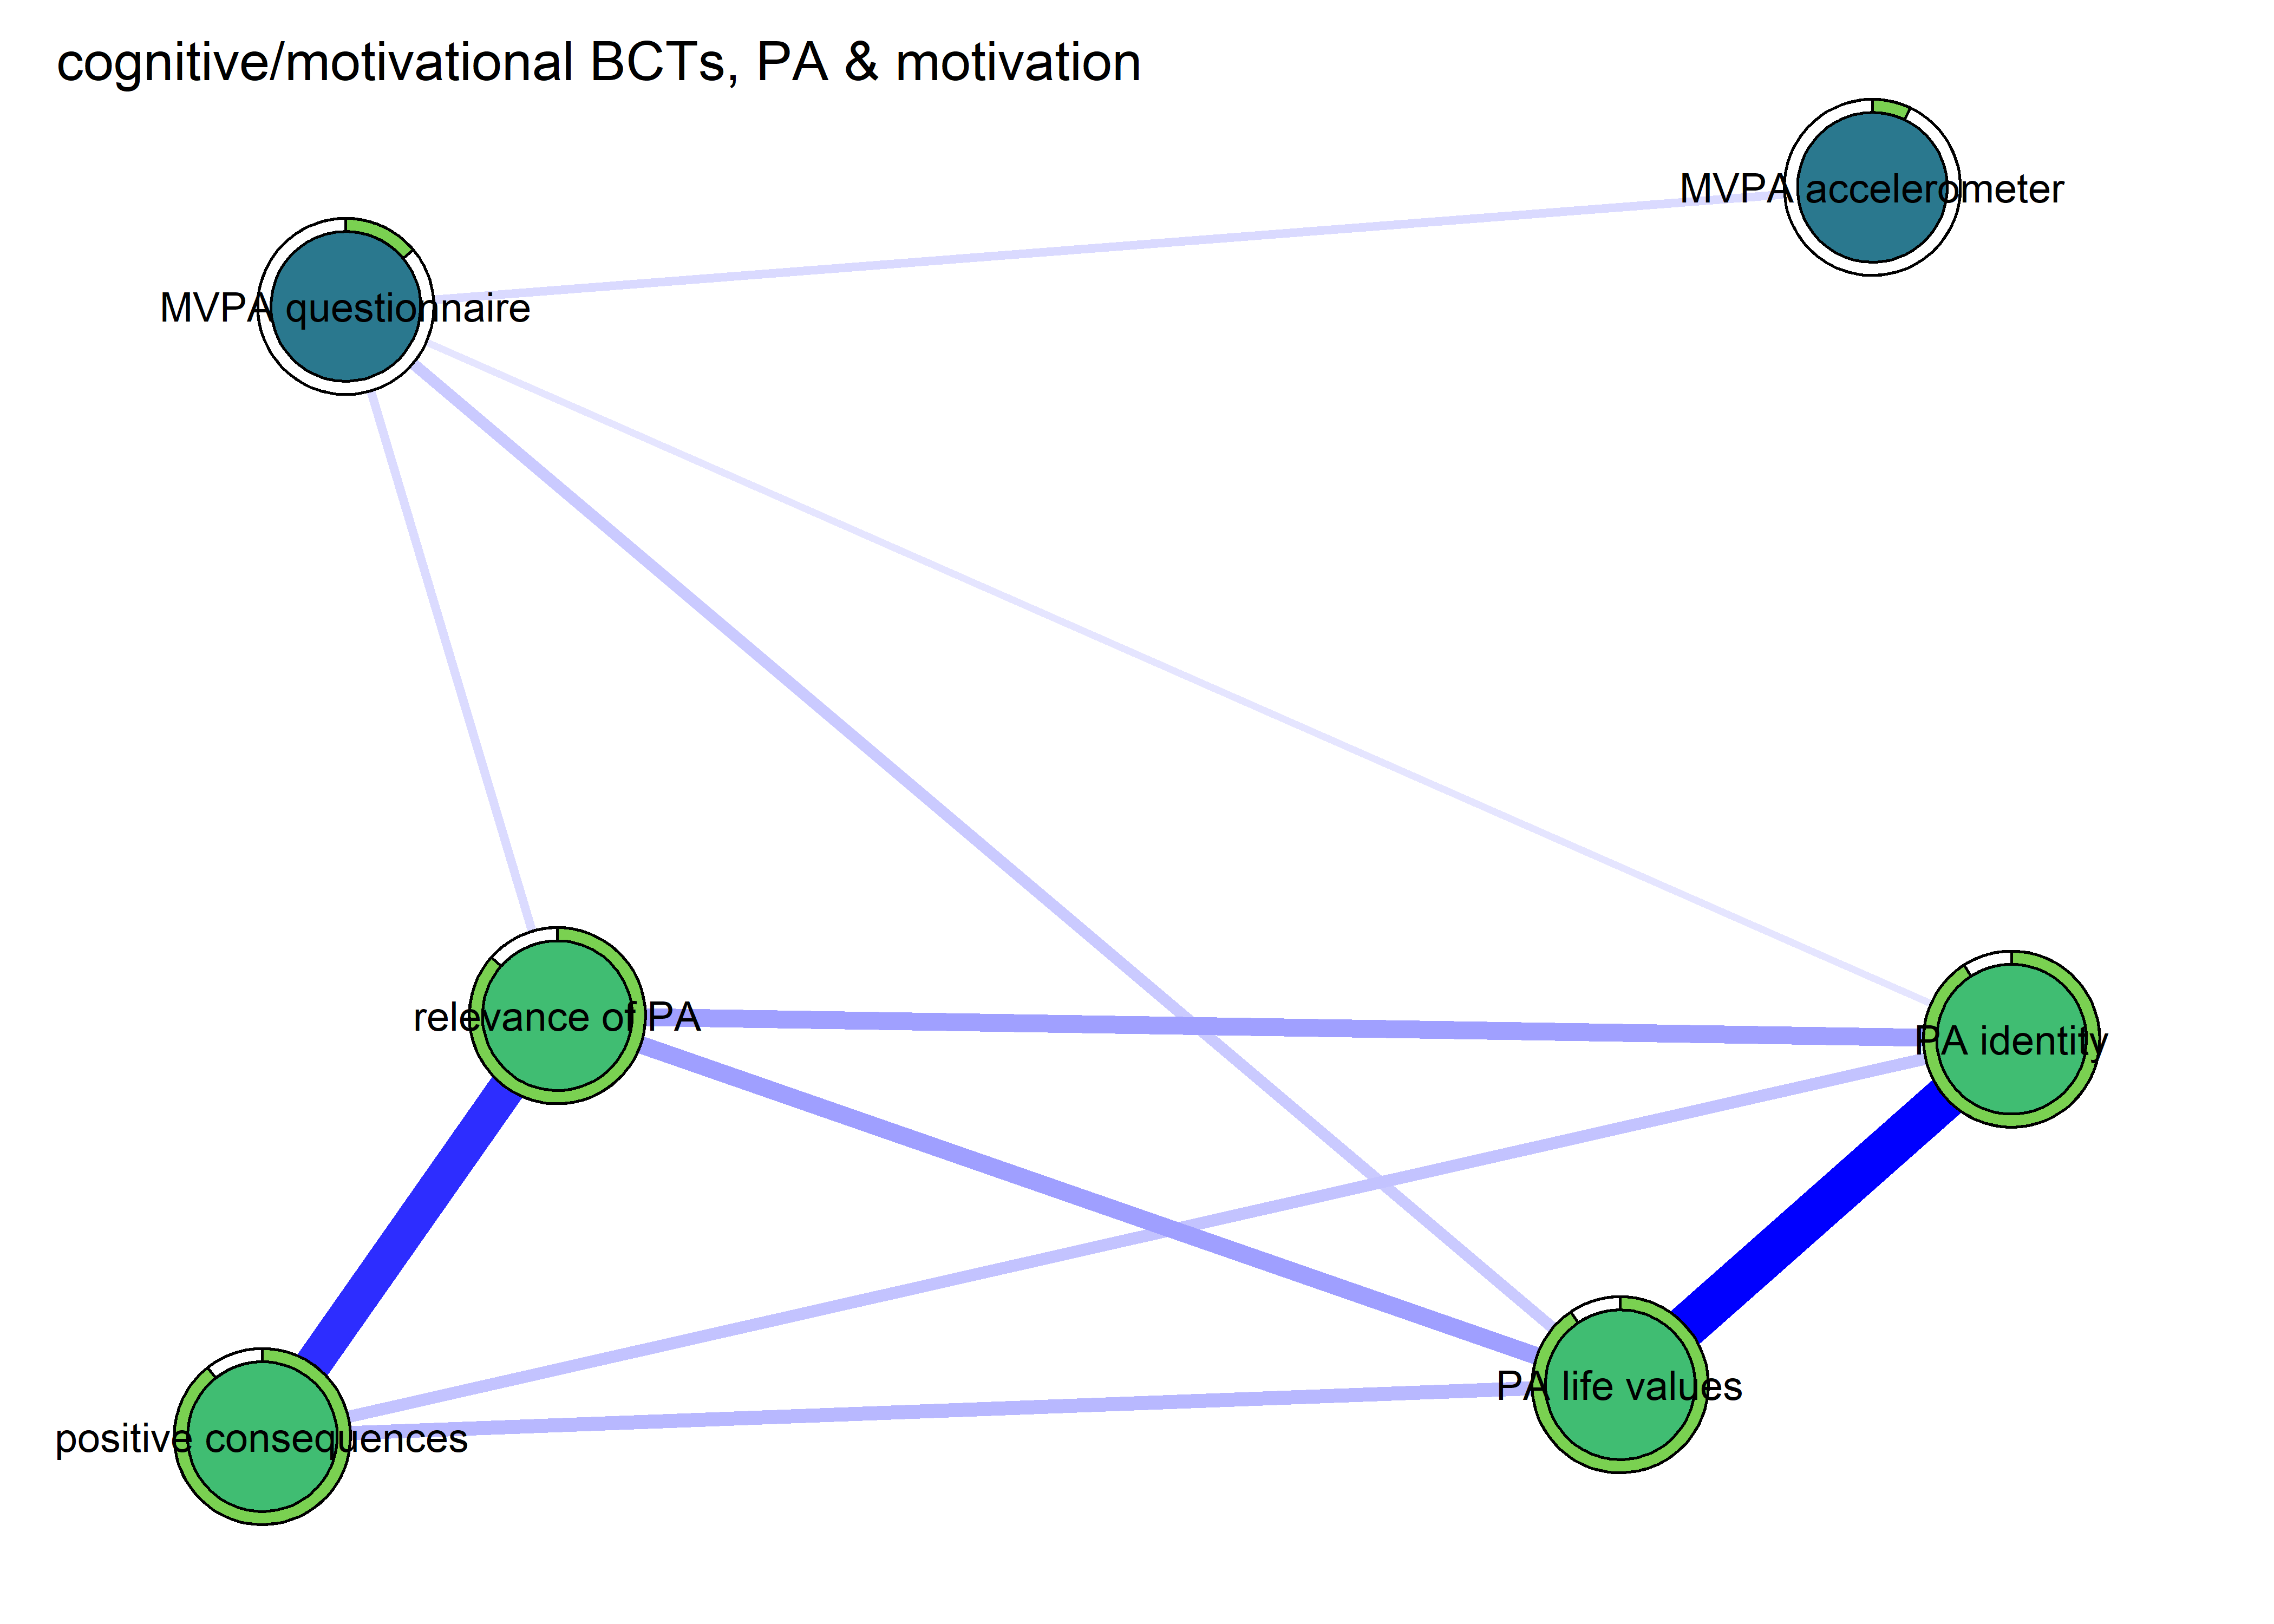 cognitive/motivational BCTs, PA & motivation
MVPA accelerometer
MVPA questionnaire
relevance of PA
PA identity
PA life values
positive consequences